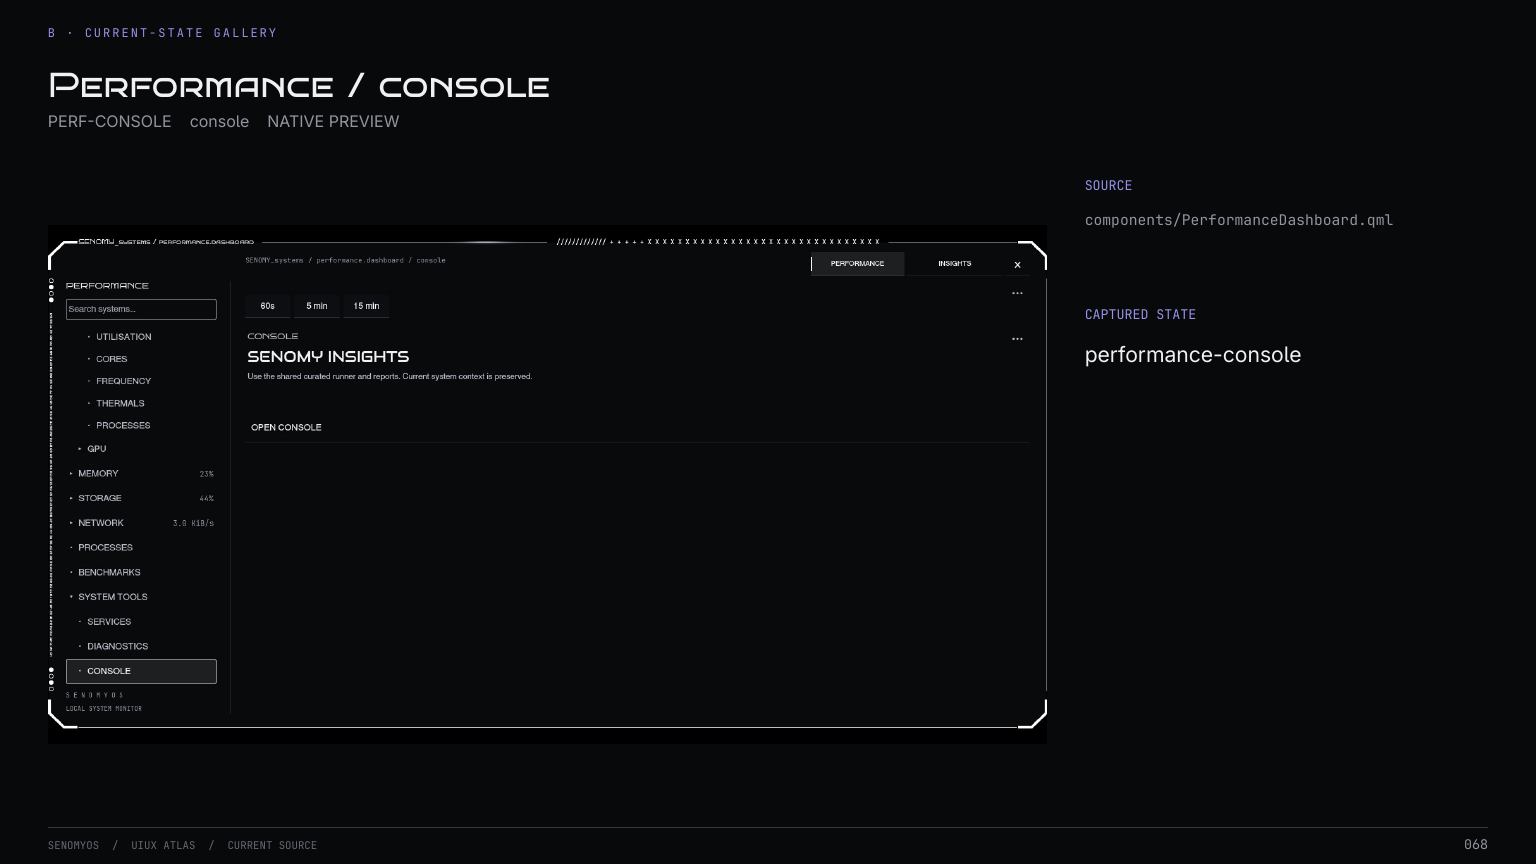 B · CURRENT-STATE GALLERY
PERFORMANCE / CONSOLE
PERF-CONSOLE console NATIVE PREVIEW
SOURCE
components/PerformanceDashboard.qml
CAPTURED STATE
performance-console
SENOMY_SYSTEMS / PERFORMANCE.DASHBOARD
///////////// + + + + + X X X X X X X X X X X X X X X X X X X X X X X X X X X X X X X
SENOMY_systems / performance.dashboard / console
PERFORMANCE INSIGHTS X
PERFORMANCE
Search systems...
· UTILISATION
· CORES
· FREQUENCY
· THERMALS
· PROCESSES
▸ GPU
▸ MEMORY 23%
▸ STORAGE 44%
▸ NETWORK 3.0 KiB/s
· PROCESSES
· BENCHMARKS
▾ SYSTEM TOOLS
· SERVICES
· DIAGNOSTICS
· CONSOLE
SENOMYOS
LOCAL SYSTEM MONITOR
...
60s 5 min 15 min
CONSOLE
...
SENOMY INSIGHTS
Use the shared curated runner and reports. Current system context is preserved.
OPEN CONSOLE
SENOMYOS / UIUX ATLAS / CURRENT SOURCE
068